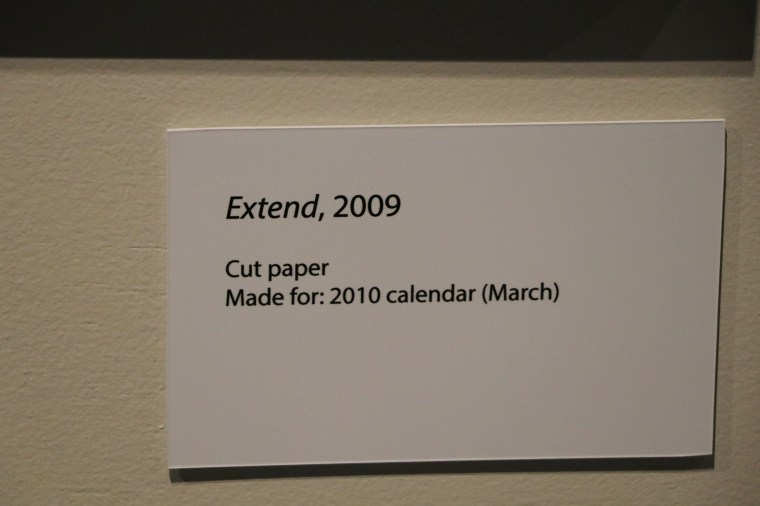 Extend, 2009
Cut paper
Made for: 2010 calendar (March)